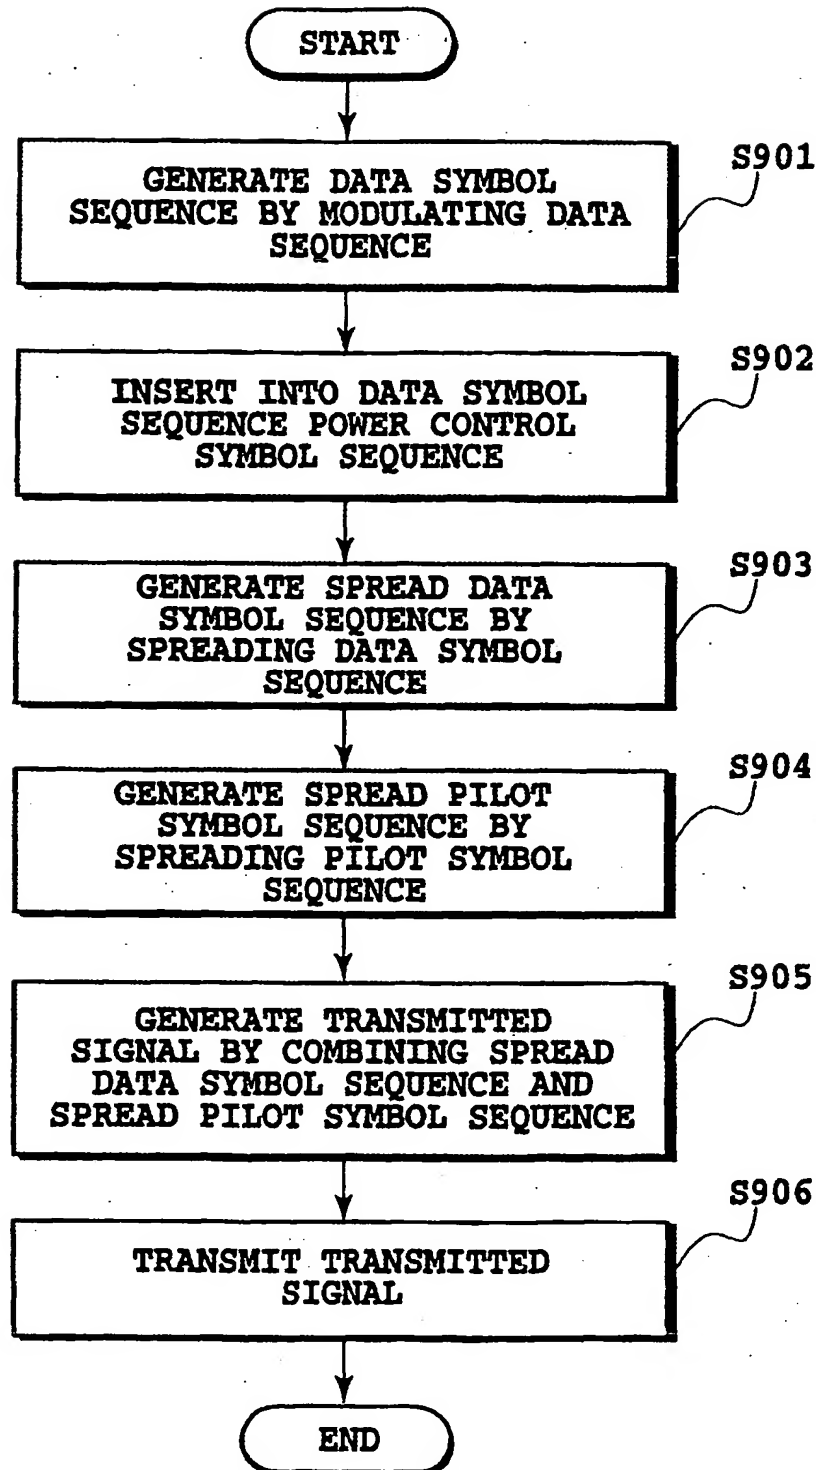 START
S901
GENERATE DATA SYMBOL
SEQUENCE BY MODULATING DATA
SEQUENCE
S902
INSERT INTO DATA SYMBOL
SEQUENCE POWER CONTROL
SYMBOL SEQUENCE
S903
GENERATE SPREAD DATA
SYMBOL SEQUENCE BY
SPREADING DATA SYMBOL
SEQUENCE
S904
GENERATE SPREAD PILOT
SYMBOL SEQUENCE BY
SPREADING PILOT SYMBOL
SEQUENCE
S905
GENERATE TRANSMITTED
SIGNAL BY COMBINING SPREAD
DATA SYMBOL SEQUENCE AND
SPREAD PILOT SYMBOL SEQUENCE
S906
TRANSMIT TRANSMITTED
SIGNAL
END